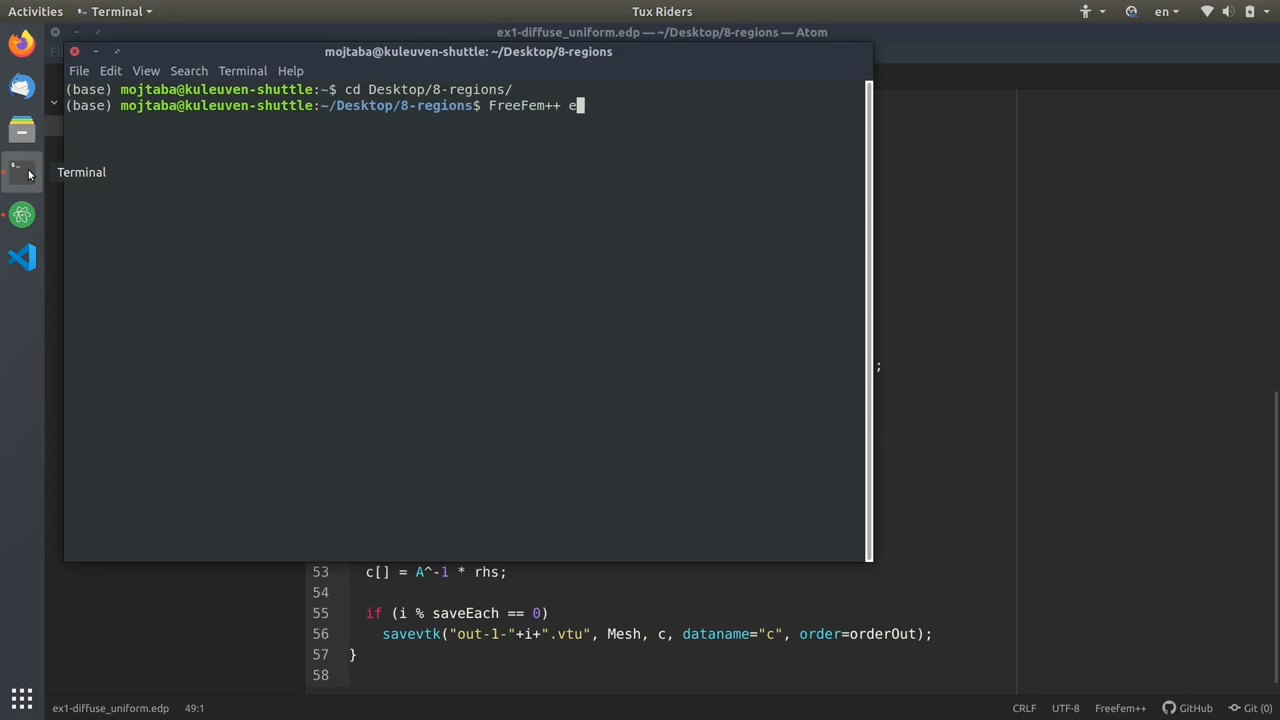 Activities
Terminal
Tux Riders
en
ex1-diffuse_uniform.edp — ~/Desktop/8-regions — Atom
mojtaba@kuleuven-shuttle: ~/Desktop/8-regions
File Edit View Search Terminal Help
(base) mojtaba@kuleuven-shuttle:~$ cd Desktop/8-regions/
(base) mojtaba@kuleuven-shuttle:~/Desktop/8-regions$ FreeFem++ e
Terminal
;
53 c[] = A^-1 * rhs;
54
55 if (i % saveEach == 0)
56 savevtk("out-1-"+i+".vtu", Mesh, c, dataname="c", order=orderOut);
57 }
58
ex1-diffuse_uniform.edp 49:1 CRLF UTF-8 Freefem++ GitHub Git (0)